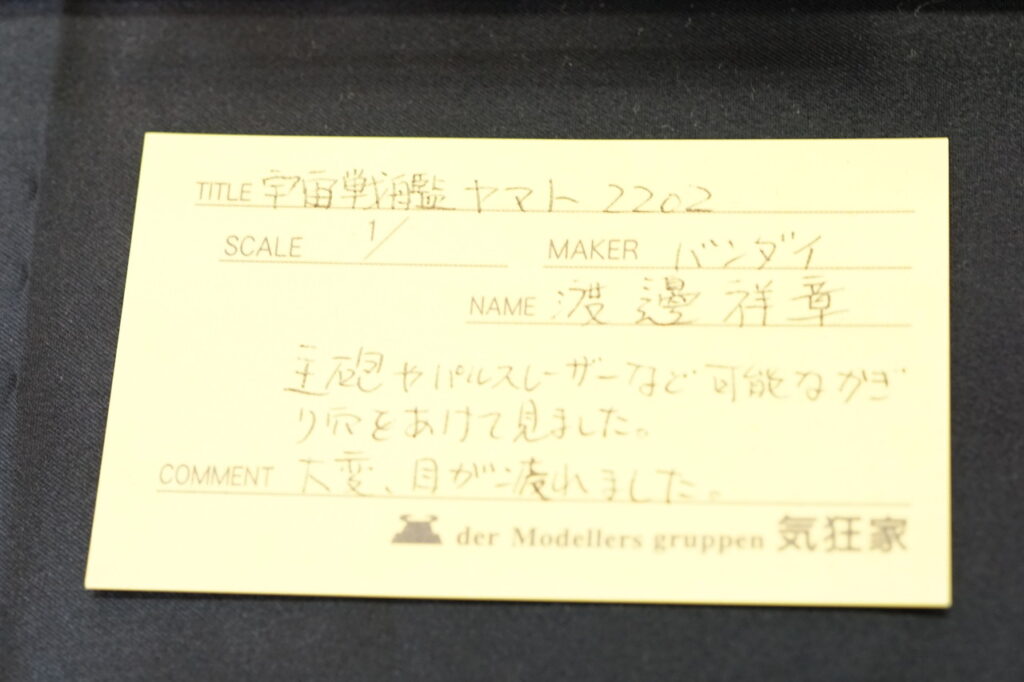 TITLE 宇宙戦艦 ヤマト 2202
SCALE 1/ MAKER バンダイ
NAME 渡邊祥章
主砲やパルスレーザーなど可能なかぎ
り穴をあけて見ました。
COMMENT 大変、目が疲れました。
der Modellers gruppen 気狂家